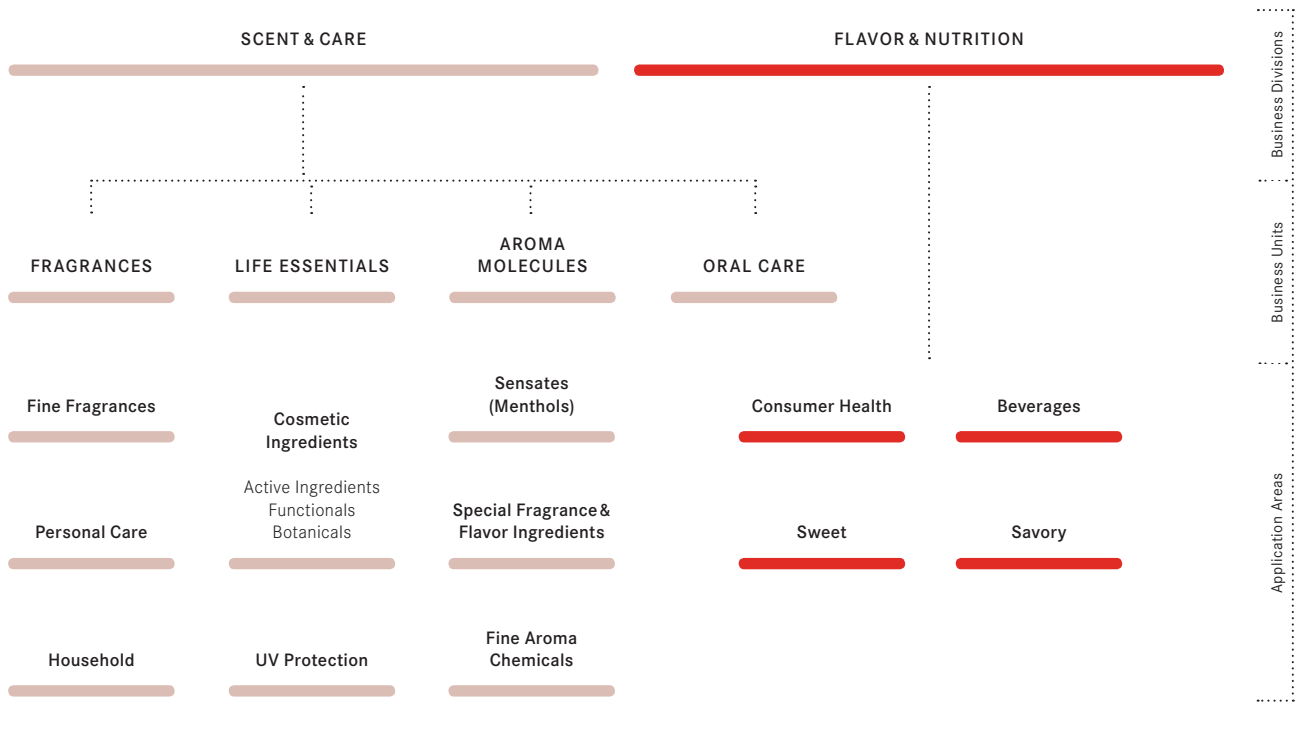 SCENT & CARE
FLAVOR & NUTRITION
Business Divisions
FRAGRANCES
LIFE ESSENTIALS
AROMA
MOLECULES
ORAL CARE
Business Units
Fine Fragrances
Cosmetic
Ingredients
Sensates
(Menthols)
Consumer Health
Beverages
Personal Care
Active Ingredients
Functionals
Botanicals
Special Fragrance &
Flavor Ingredients
Sweet
Savory
Application Areas
Household
UV Protection
Fine Aroma
Chemicals